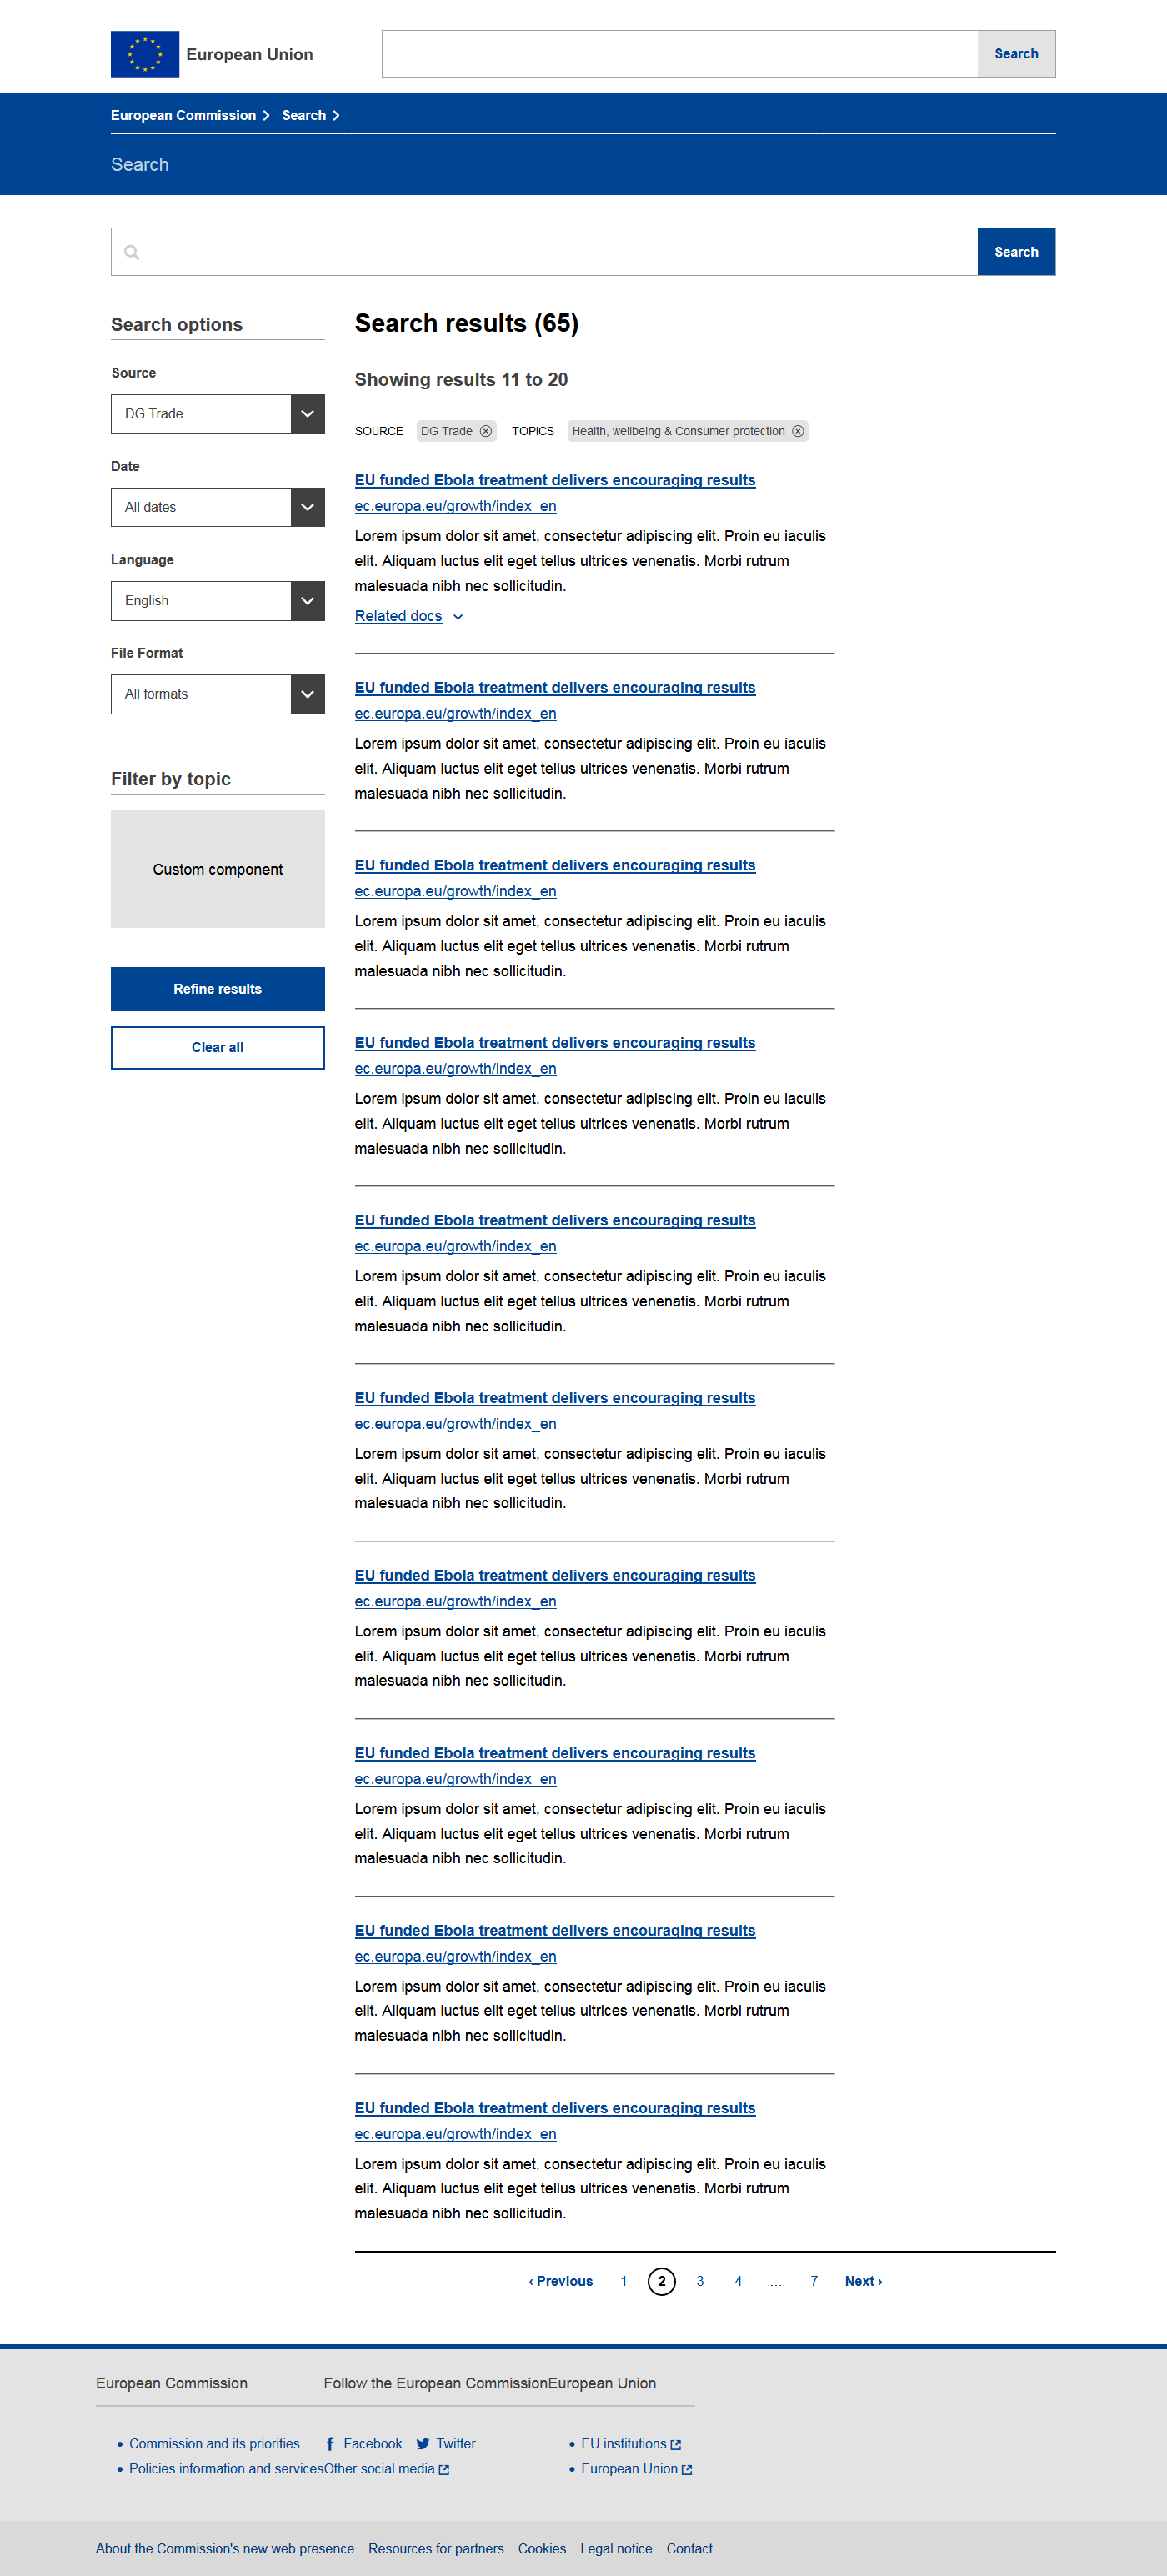 European Union
Search
European Commission Search
Search
Search
Search options
Source
DG Trade
Date
All dates
Language
English
File Format
All formats
Filter by topic
Custom component
Refine results
Clear all
Search results (65)
Showing results 11 to 20
SOURCE DG Trade TOPICS Health, wellbeing & Consumer protection
EU funded Ebola treatment delivers encouraging results
ec.europa.eu/growth/index_en
Lorem ipsum dolor sit amet, consectetur adipiscing elit. Proin eu iaculis
elit. Aliquam luctus elit eget tellus ultrices venenatis. Morbi rutrum
malesuada nibh nec sollicitudin.
Related docs
EU funded Ebola treatment delivers encouraging results
ec.europa.eu/growth/index_en
Lorem ipsum dolor sit amet, consectetur adipiscing elit. Proin eu iaculis
elit. Aliquam luctus elit eget tellus ultrices venenatis. Morbi rutrum
malesuada nibh nec sollicitudin.
EU funded Ebola treatment delivers encouraging results
ec.europa.eu/growth/index_en
Lorem ipsum dolor sit amet, consectetur adipiscing elit. Proin eu iaculis
elit. Aliquam luctus elit eget tellus ultrices venenatis. Morbi rutrum
malesuada nibh nec sollicitudin.
EU funded Ebola treatment delivers encouraging results
ec.europa.eu/growth/index_en
Lorem ipsum dolor sit amet, consectetur adipiscing elit. Proin eu iaculis
elit. Aliquam luctus elit eget tellus ultrices venenatis. Morbi rutrum
malesuada nibh nec sollicitudin.
EU funded Ebola treatment delivers encouraging results
ec.europa.eu/growth/index_en
Lorem ipsum dolor sit amet, consectetur adipiscing elit. Proin eu iaculis
elit. Aliquam luctus elit eget tellus ultrices venenatis. Morbi rutrum
malesuada nibh nec sollicitudin.
EU funded Ebola treatment delivers encouraging results
ec.europa.eu/growth/index_en
Lorem ipsum dolor sit amet, consectetur adipiscing elit. Proin eu iaculis
elit. Aliquam luctus elit eget tellus ultrices venenatis. Morbi rutrum
malesuada nibh nec sollicitudin.
EU funded Ebola treatment delivers encouraging results
ec.europa.eu/growth/index_en
Lorem ipsum dolor sit amet, consectetur adipiscing elit. Proin eu iaculis
elit. Aliquam luctus elit eget tellus ultrices venenatis. Morbi rutrum
malesuada nibh nec sollicitudin.
EU funded Ebola treatment delivers encouraging results
ec.europa.eu/growth/index_en
Lorem ipsum dolor sit amet, consectetur adipiscing elit. Proin eu iaculis
elit. Aliquam luctus elit eget tellus ultrices venenatis. Morbi rutrum
malesuada nibh nec sollicitudin.
EU funded Ebola treatment delivers encouraging results
ec.europa.eu/growth/index_en
Lorem ipsum dolor sit amet, consectetur adipiscing elit. Proin eu iaculis
elit. Aliquam luctus elit eget tellus ultrices venenatis. Morbi rutrum
malesuada nibh nec sollicitudin.
EU funded Ebola treatment delivers encouraging results
ec.europa.eu/growth/index_en
Lorem ipsum dolor sit amet, consectetur adipiscing elit. Proin eu iaculis
elit. Aliquam luctus elit eget tellus ultrices venenatis. Morbi rutrum
malesuada nibh nec sollicitudin.
‹ Previous 1 2 3 4 ... 7 Next ›
European Commission
Commission and its priorities
Policies information and services
Follow the European Commission
Facebook Twitter
Other social media
European Union
EU institutions
European Union
About the Commission's new web presence Resources for partners Cookies Legal notice Contact